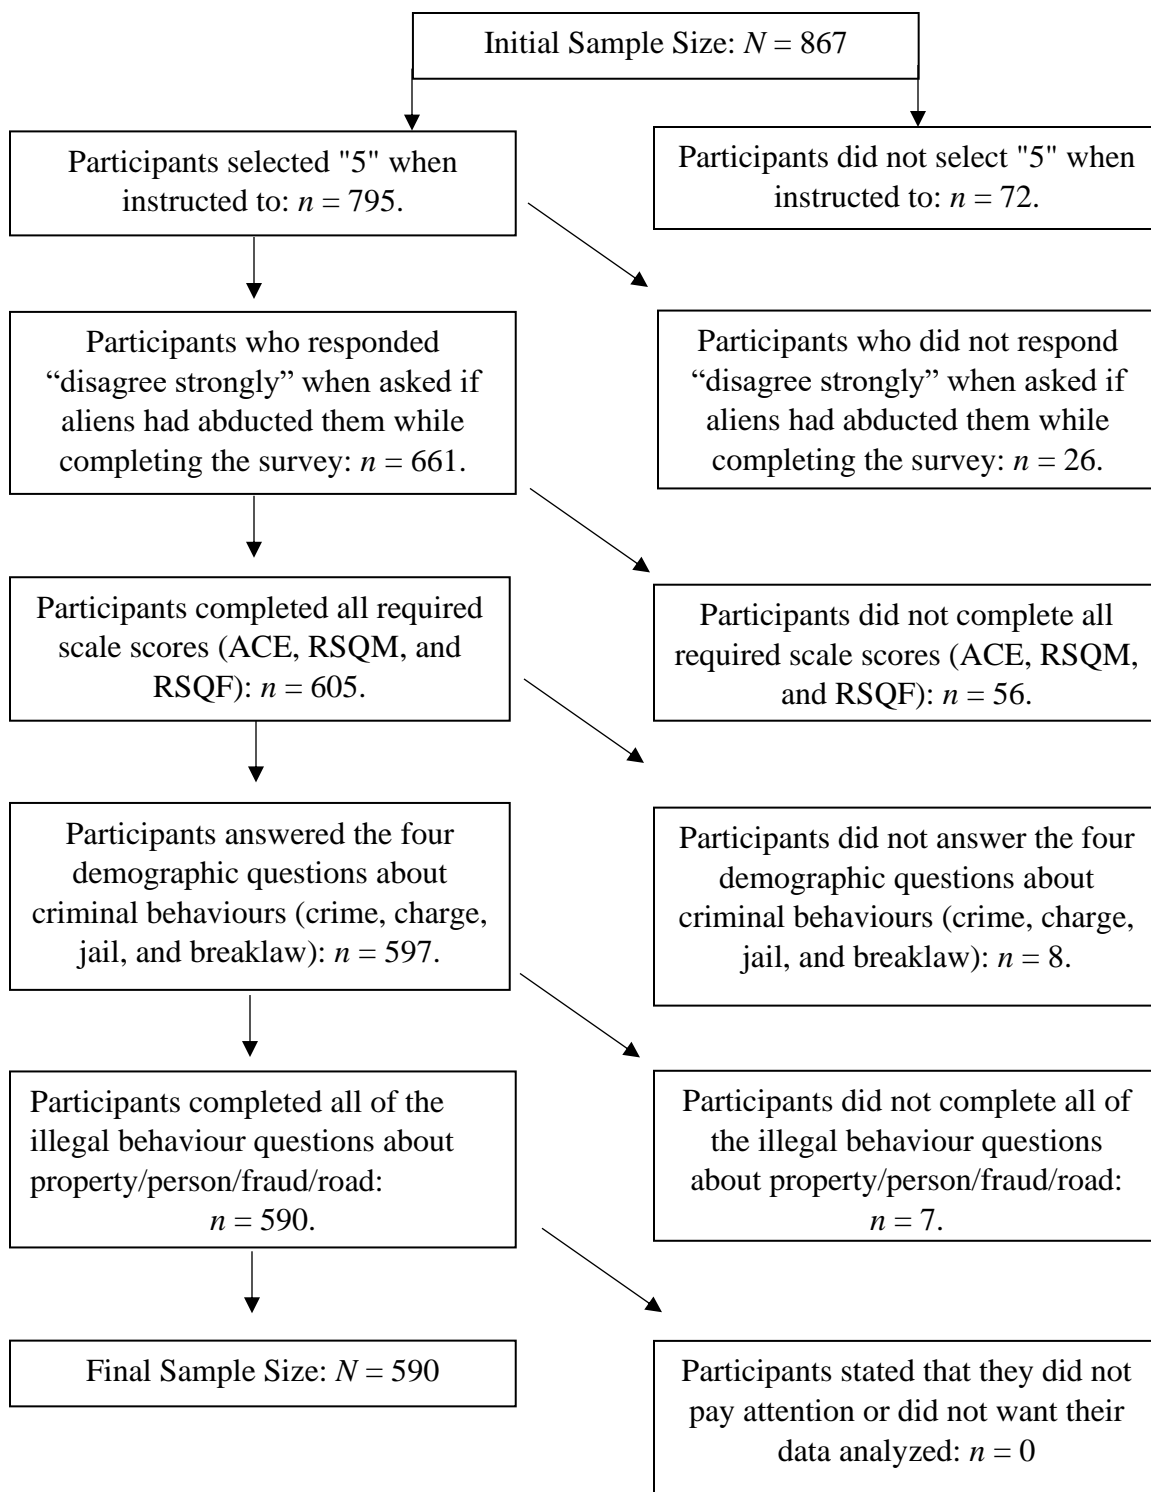 Initial Sample Size: N = 867
Participants selected "5" when
instructed to: n = 795.
Participants did not select "5" when
instructed to: n = 72.
Participants who responded
“disagree strongly” when asked if
aliens had abducted them while
completing the survey: n = 661.
Participants who did not respond
“disagree strongly” when asked if
aliens had abducted them while
completing the survey: n = 26.
Participants completed all required
scale scores (ACE, RSQM, and
RSQF): n = 605.
Participants did not complete all
required scale scores (ACE, RSQM,
and RSQF): n = 56.
Participants answered the four
demographic questions about
criminal behaviours (crime, charge,
jail, and breaklaw): n = 597.
Participants did not answer the four
demographic questions about
criminal behaviours (crime, charge,
jail, and breaklaw): n = 8.
Participants completed all of the
illegal behaviour questions about
property/person/fraud/road:
n = 590.
Participants did not complete all of
the illegal behaviour questions
about property/person/fraud/road:
n = 7.
Final Sample Size: N = 590
Participants stated that they did not
pay attention or did not want their
data analyzed: n = 0